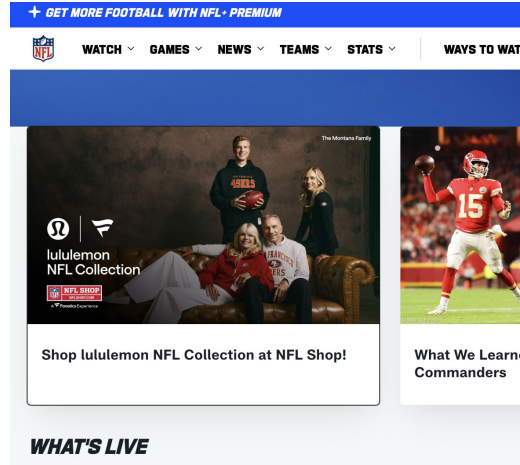 GET MORE FOOTBALL WITH NFL+ PREMIUM
NFL
WATCH
GAMES
NEWS
TEAMS
STATS
WAYS TO WAT
The Montana Family
49ERS
lululemon
NFL Collection
NFL SHOP
NFLSHOP.COM
A Fanatics Experience
15
Shop lululemon NFL Collection at NFL Shop!
What We Learne
Commanders
WHAT'S LIVE